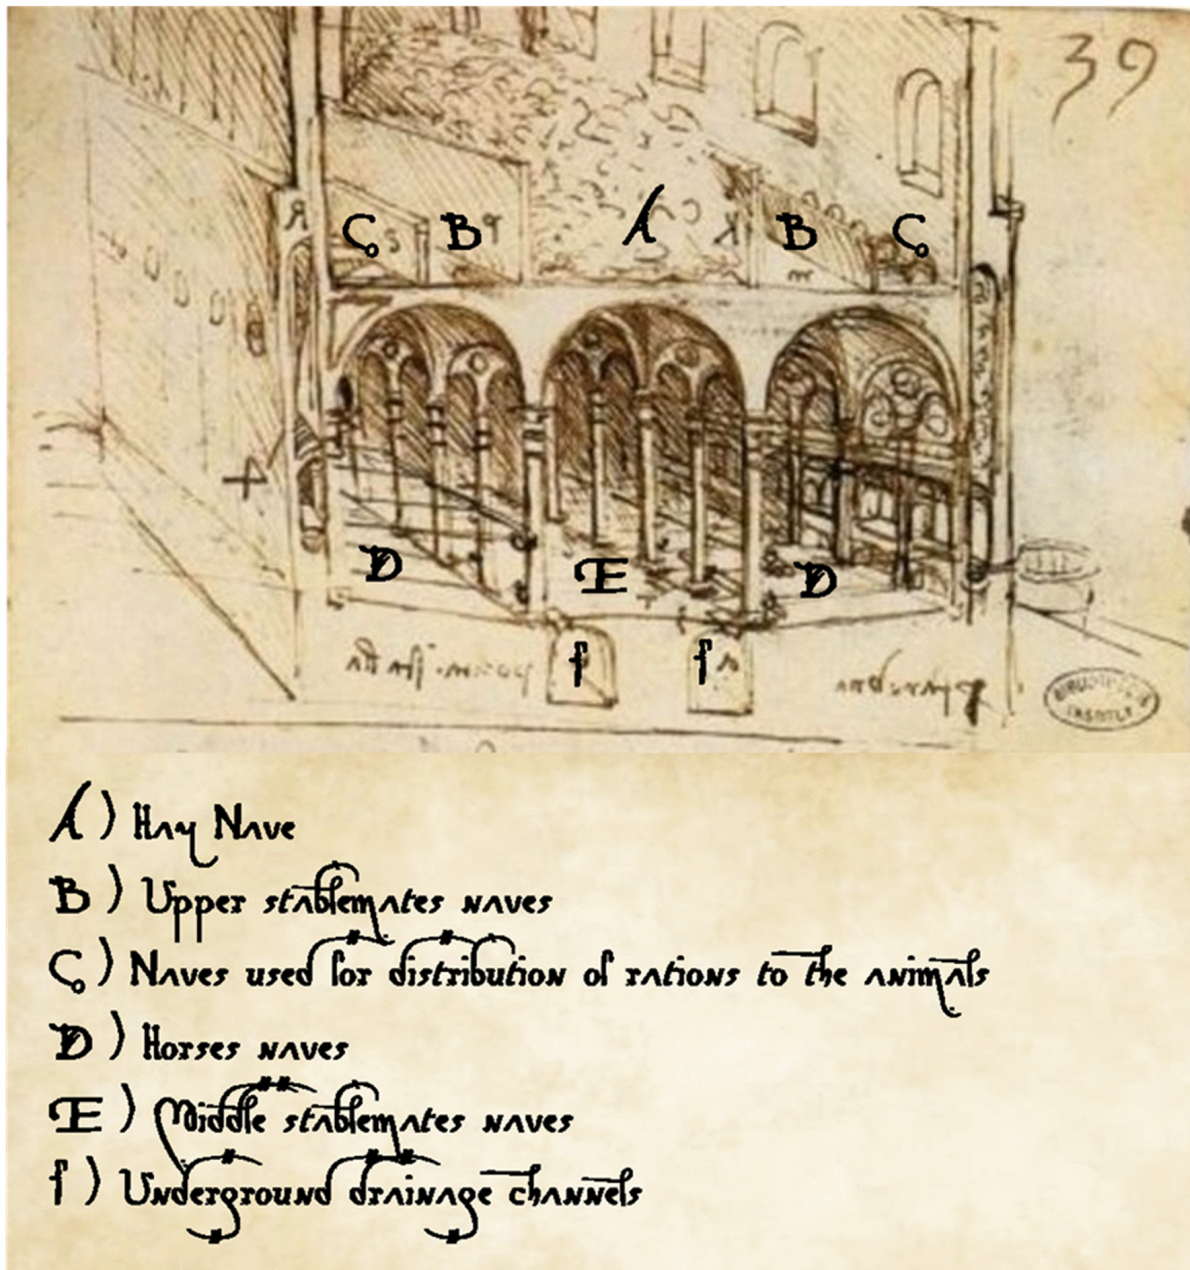 39
C B A B C
D E D
f f
A) Hay Nave
B) Upper stablemates naves
C) Naves used for distribution of rations to the animals
D) Horses naves
E) Middle stablemates naves
f) Underground drainage channels